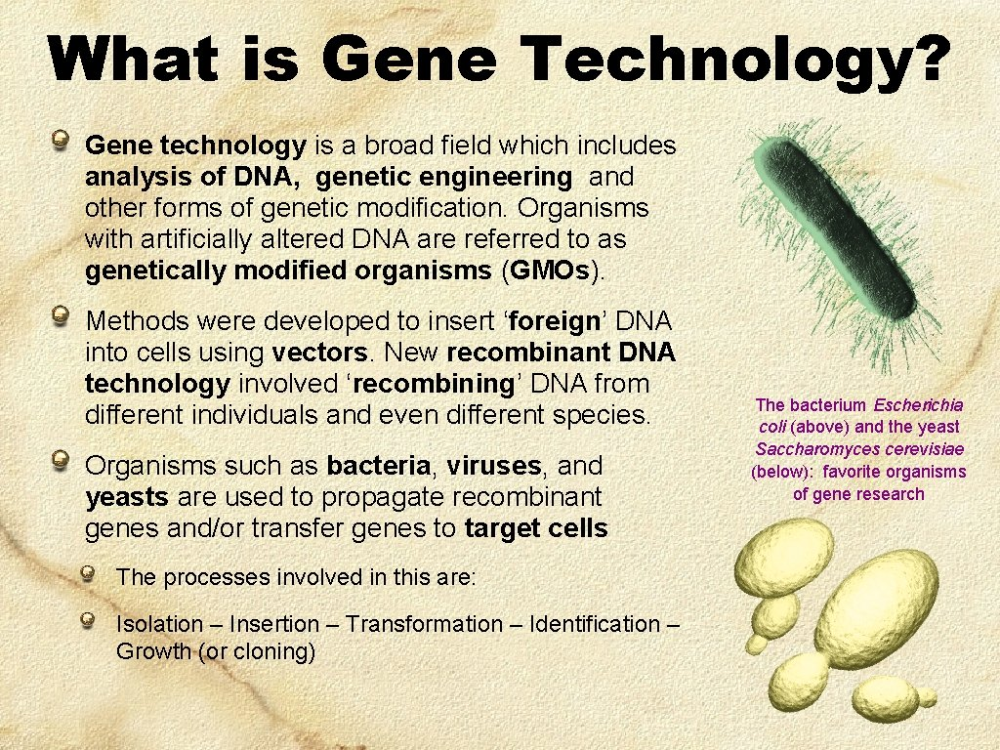 What is Gene Technology?
Gene technology is a broad field which includes
analysis of DNA,  genetic engineering  and
other forms of genetic modification. Organisms
with artificially altered DNA are referred to as
genetically modified organisms (GMOs).
Methods were developed to insert ‘foreign’ DNA
into cells using vectors. New recombinant DNA
technology involved ‘recombining’ DNA from
different individuals and even different species.
Organisms such as bacteria, viruses, and
yeasts are used to propagate recombinant
genes and/or transfer genes to target cells
The processes involved in this are:
Isolation – Insertion – Transformation – Identification –
Growth (or cloning)
The bacterium Escherichia
coli (above) and the yeast
Saccharomyces cerevisiae
(below):  favorite organisms
of gene research